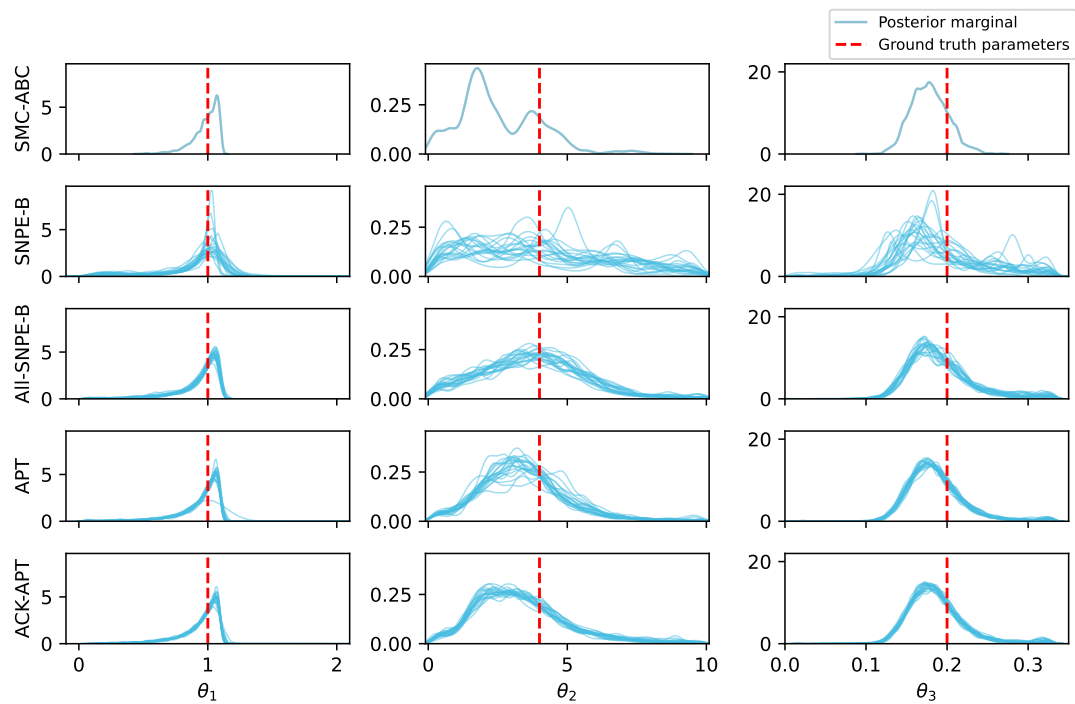 Posterior marginal
Ground truth parameters
SMC-ABC
5
0
0.25
0.00
20
0
SNPE-B
5
0
0.25
0.00
20
0
All-SNPE-B
5
0
0.25
0.00
20
0
APT
5
0
0.25
0.00
20
0
ACK-APT
5
0
0.25
0.00
20
0
0 1 2
0 5 10
0.0 0.1 0.2 0.3
θ₁
θ₂
θ₃